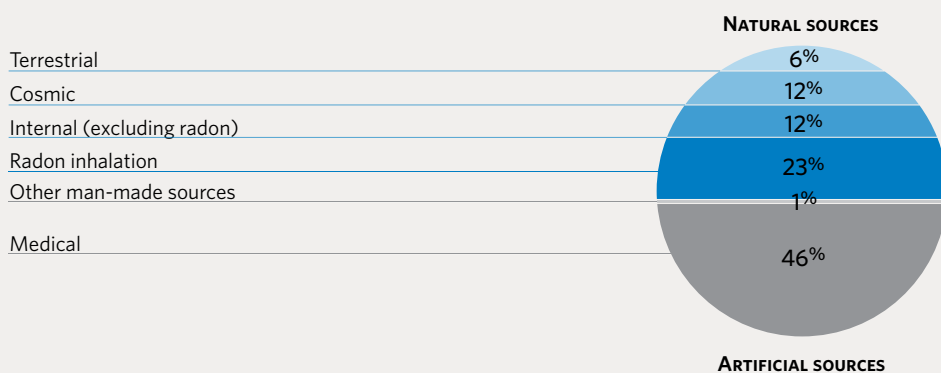 NATURAL SOURCES
Terrestrial 6%
Cosmic 12%
Internal (excluding radon) 12%
Radon inhalation 23%
Other man-made sources 1%
Medical 46%
ARTIFICIAL SOURCES